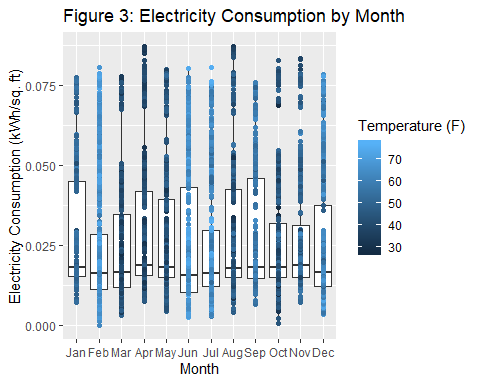 Figure 3: Electricity Consumption by Month
Electricity Consumption (kWh/sq. ft)
0.075
0.050
0.025
0.000
Jan Feb Mar Apr May Jun Jul Aug Sep Oct Nov Dec
Month
Temperature (F)
70
60
50
40
30